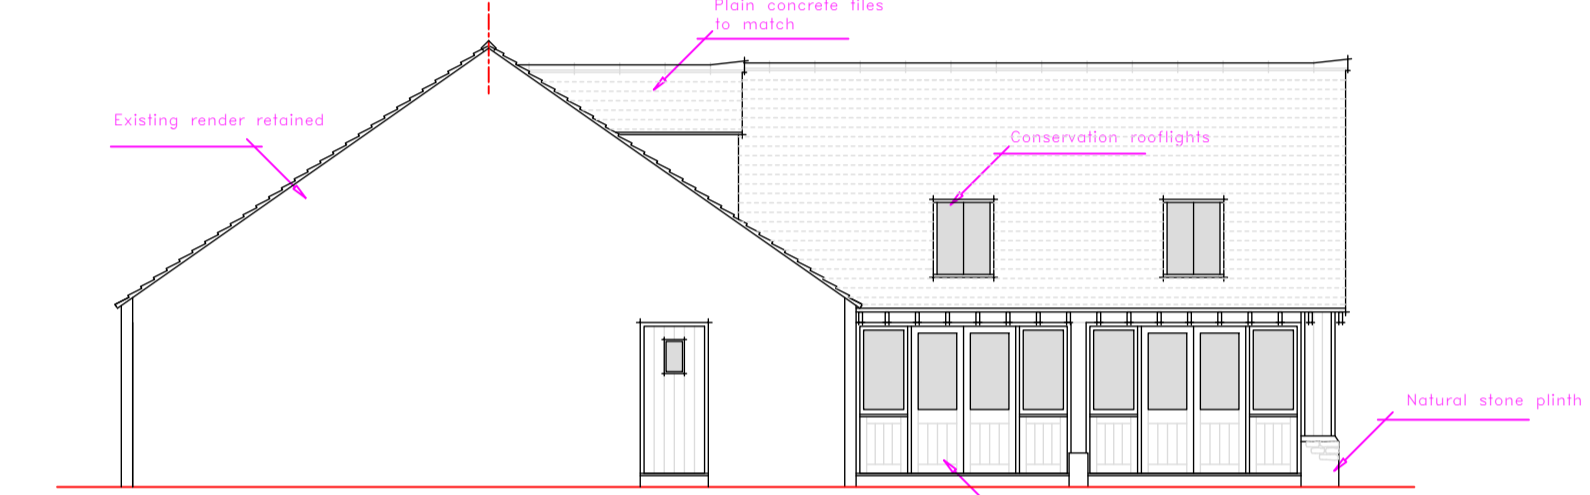 Plain concrete tiles
to match
Existing render retained
Conservation rooflights
Natural stone plinth